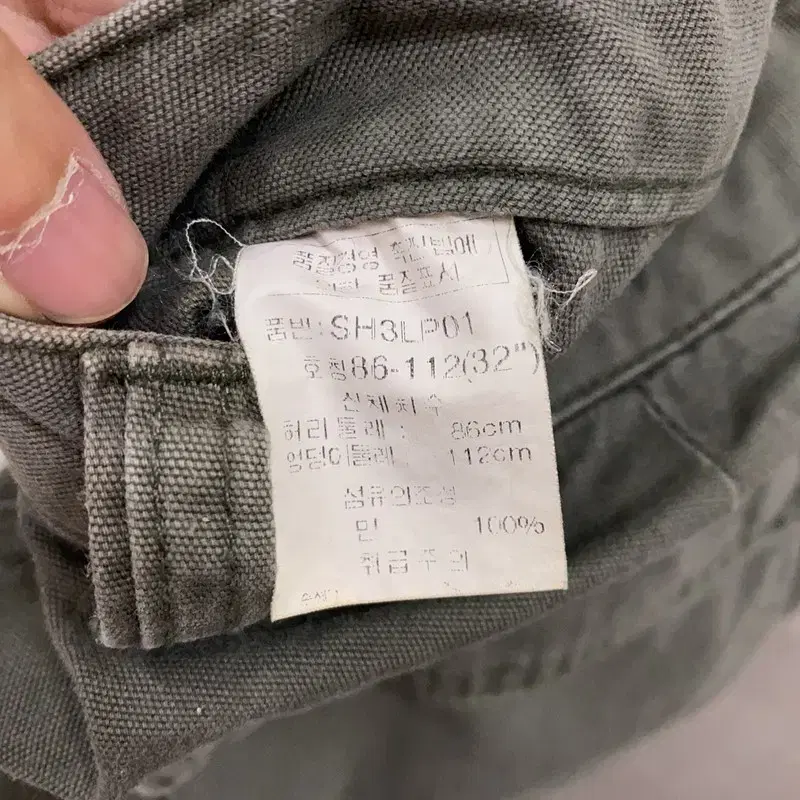 품질경영 촉진법에
의한 품질표시
품번:SH3LP01
호칭86-112(32")
신체치수
허리둘레 : 86cm
엉덩이둘레 : 112cm
섬유의조성
면 100%
취급주의